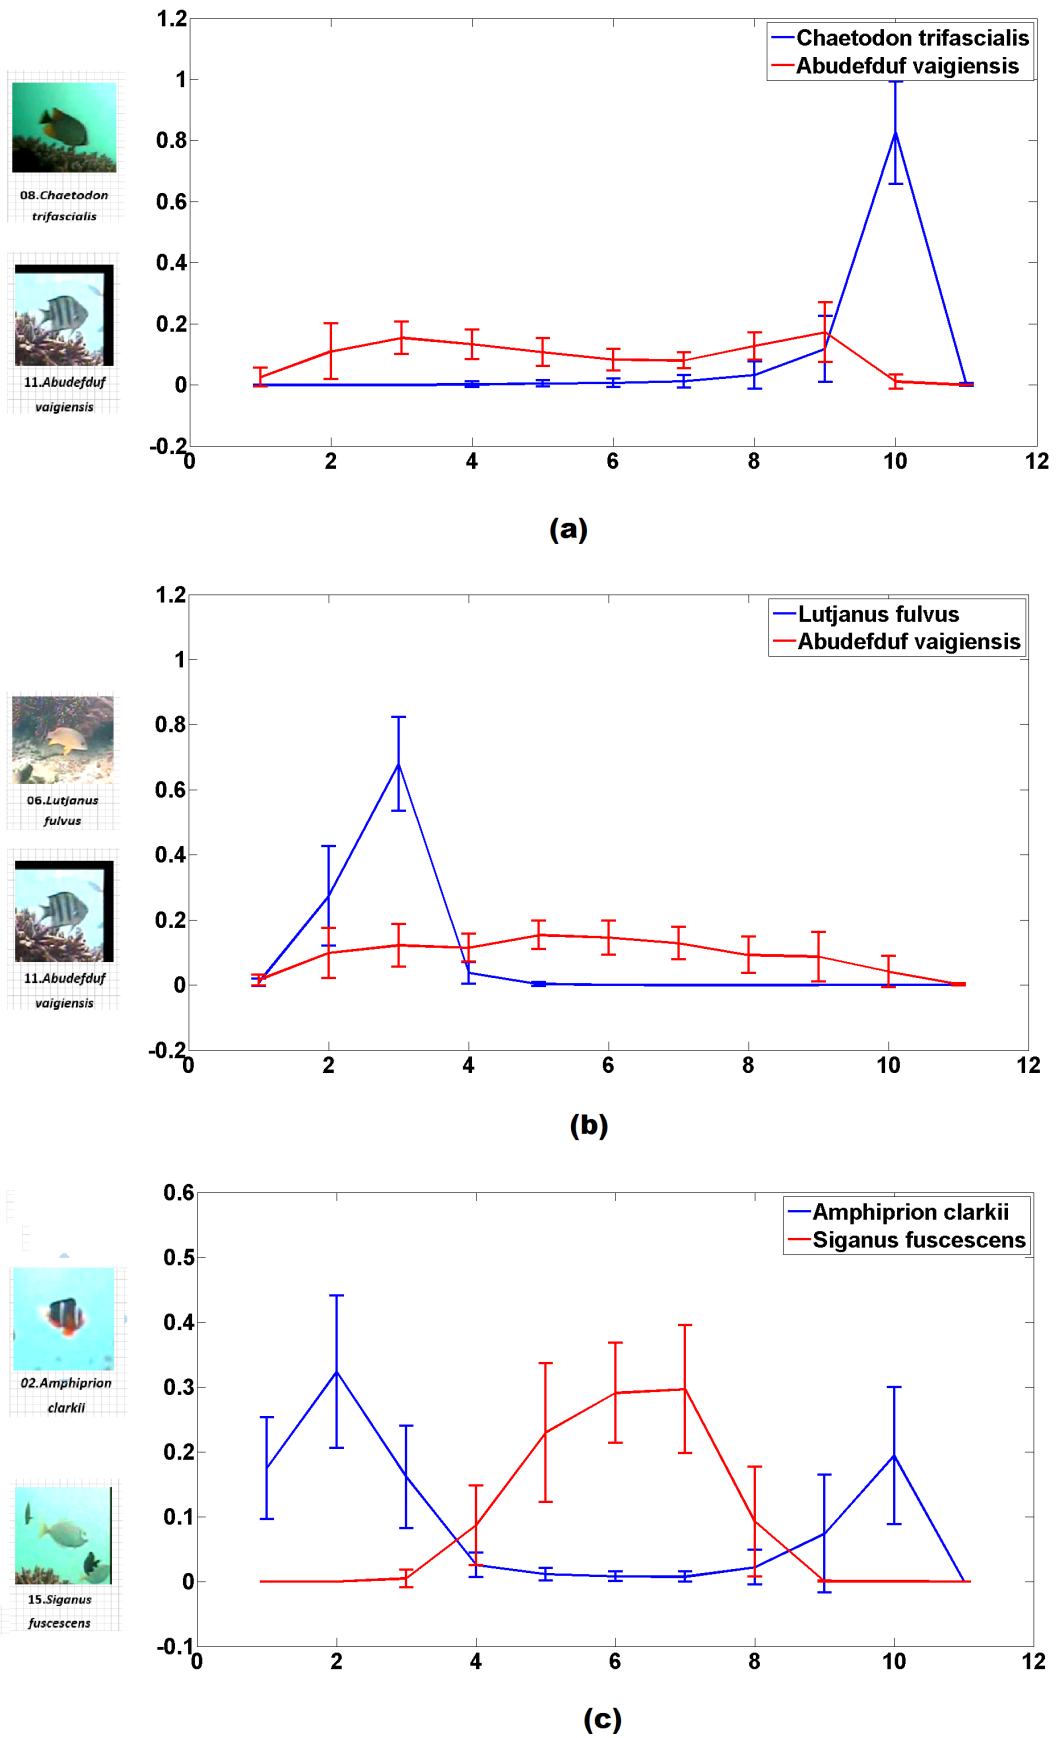 1.2
1
0.8
0.6
0.4
0.2
0
-0.2
0 2 4 6 8 10 12
Chaetodon trifascialis
Abudefduf vaigiensis
08.Chaetodon
trifascialis
11.Abudefduf
vaigiensis
(a)
1.2
1
0.8
0.6
0.4
0.2
0
-0.2
0 2 4 6 8 10 12
Lutjanus fulvus
Abudefduf vaigiensis
06.Lutjanus
fulvus
11.Abudefduf
vaigiensis
(b)
0.6
0.5
0.4
0.3
0.2
0.1
0
-0.1
0 2 4 6 8 10 12
Amphiprion clarkii
Siganus fuscescens
02.Amphiprion
clarkii
15.Siganus
fuscescens
(c)